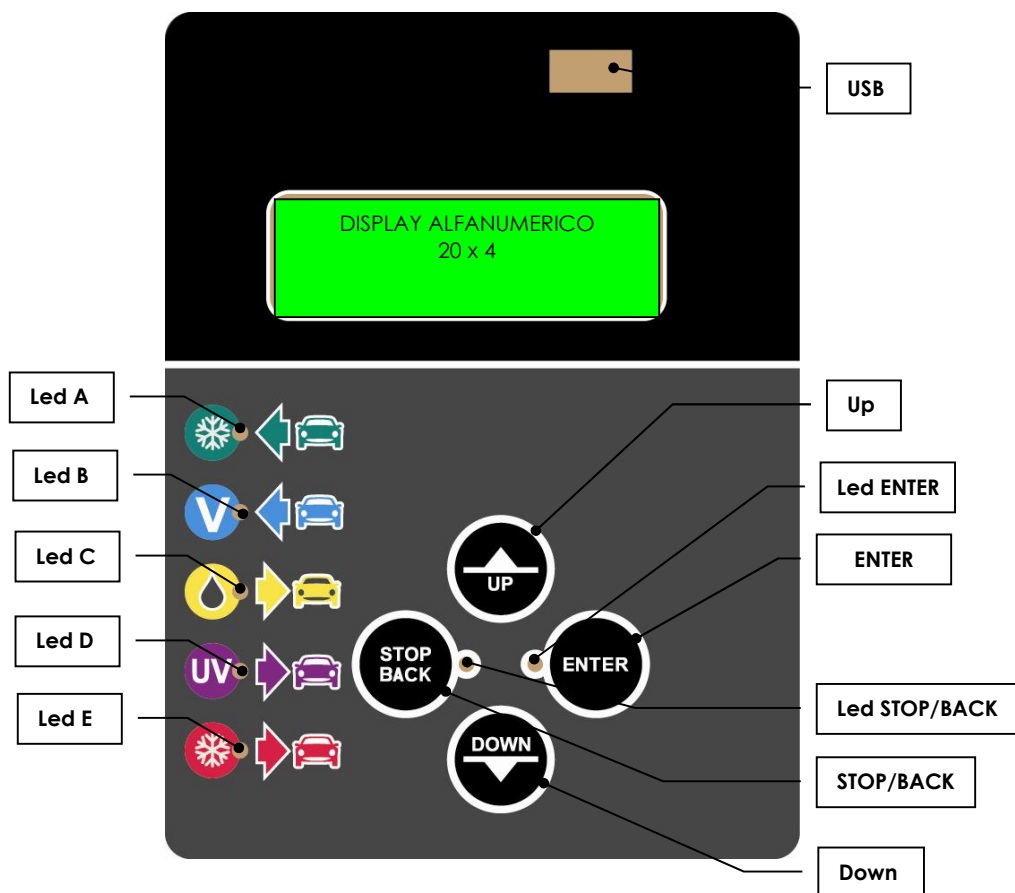 USB
DISPLAY ALFANUMERICO
20 x 4
Led A
Up
Led B
Led ENTER
V
Led C
ENTER
UP
Led D
UV
STOP
BACK
ENTER
Led E
Led STOP/BACK
DOWN
STOP/BACK
Down